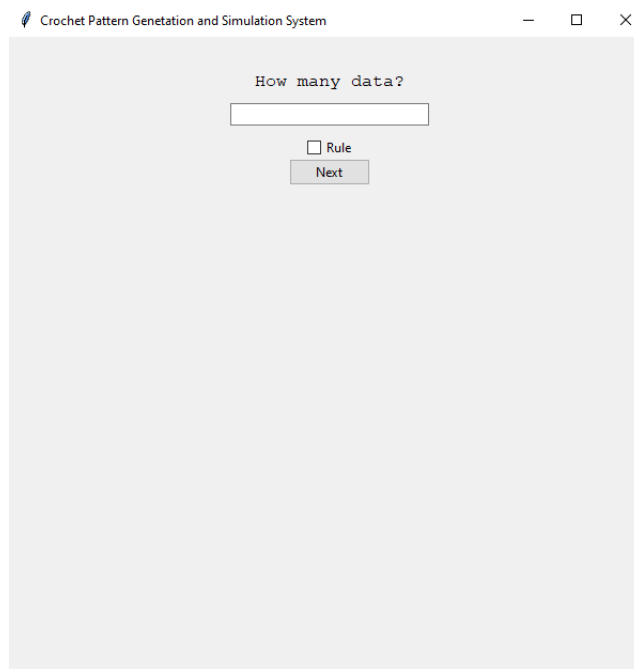 Crochet Pattern Genetation and Simulation System
How many data?
Rule
Next